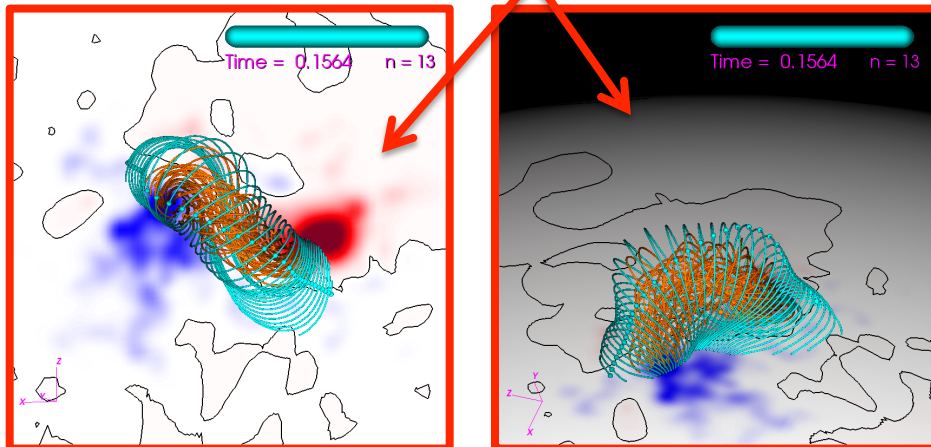 Time = 0.1564 n = 13
Time = 0.1564 n = 13
z
Y
x
Y
z
x